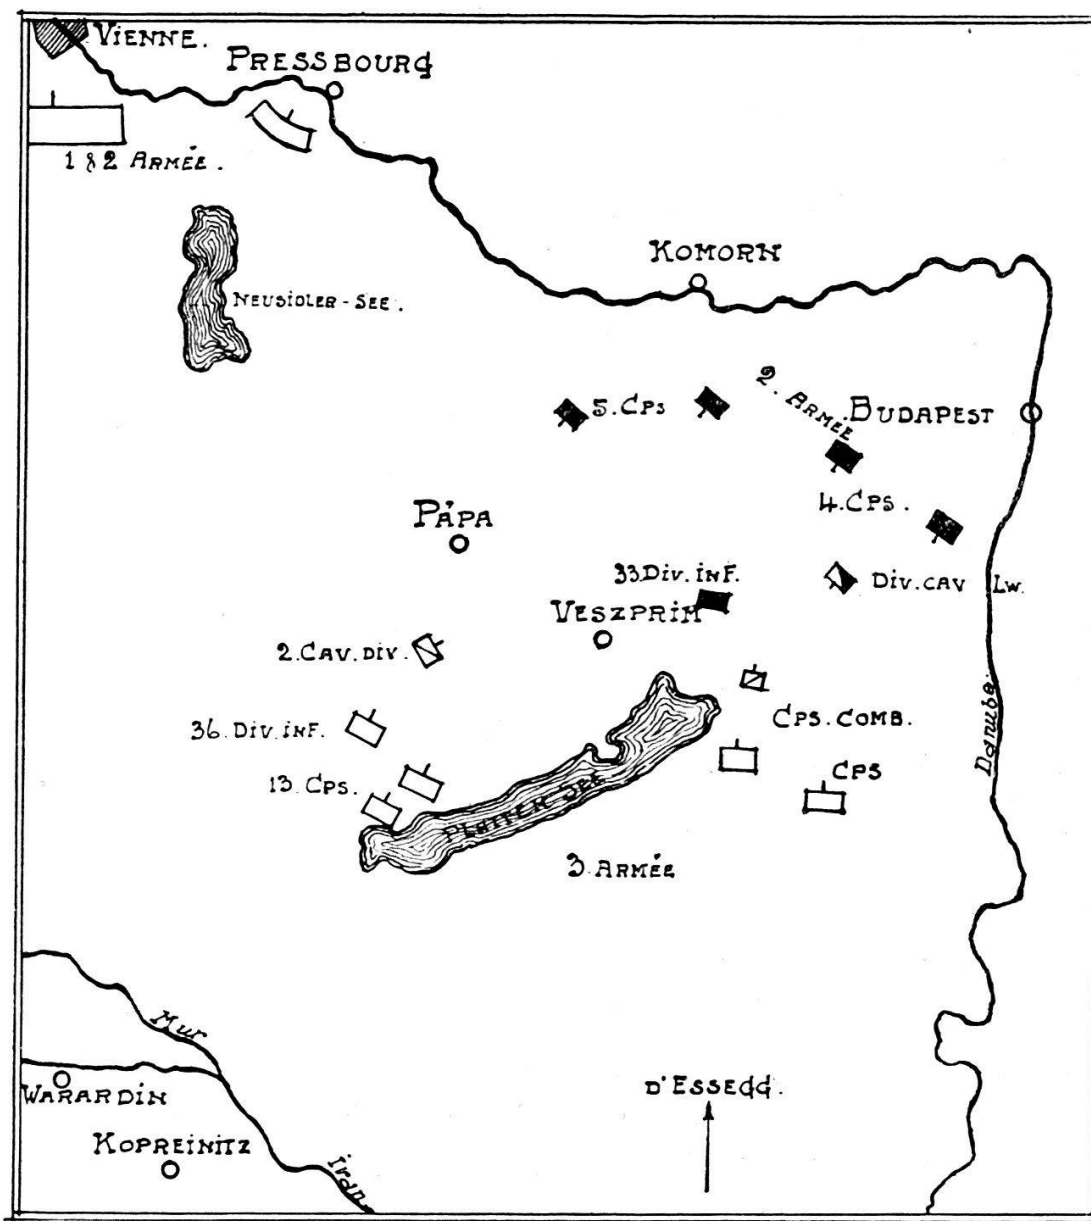 VIENNE.
PRESSBOURG
1 & 2 ARMÉE.
KOMORN
NEUSIDLER-SEE.
5. CPS
2. ARMÉE
BUDAPEST
4. CPS.
PÁPA
33 DIV. INF.
DIV. CAV LW.
VESZPRIM
2. CAV. DIV.
36. DIV. INF.
CPS. COMB.
13. CPS.
CPS
PLATTEN SEE
Danube.
3. ARMÉE
Mur
WARARDIN
D'ESSEGG.
KOPREINITZ